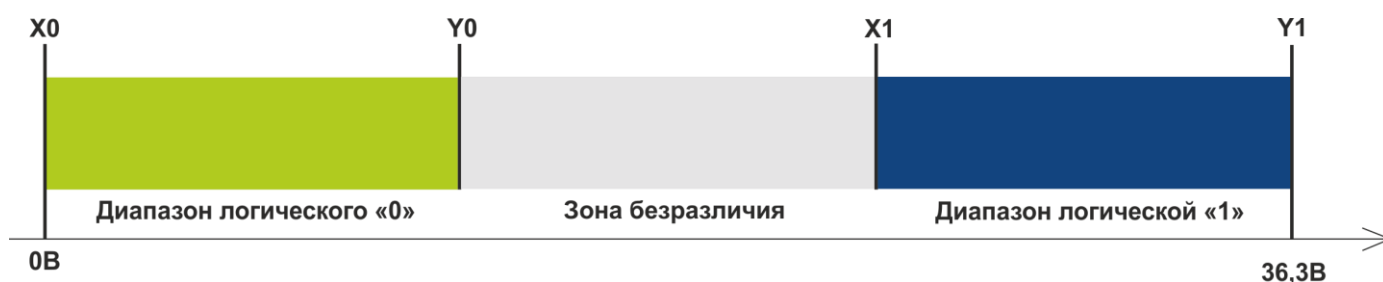 X0 Y0 X1 Y1
Диапазон логического «0» Зона безразличия Диапазон логической «1»
0В 36,3В